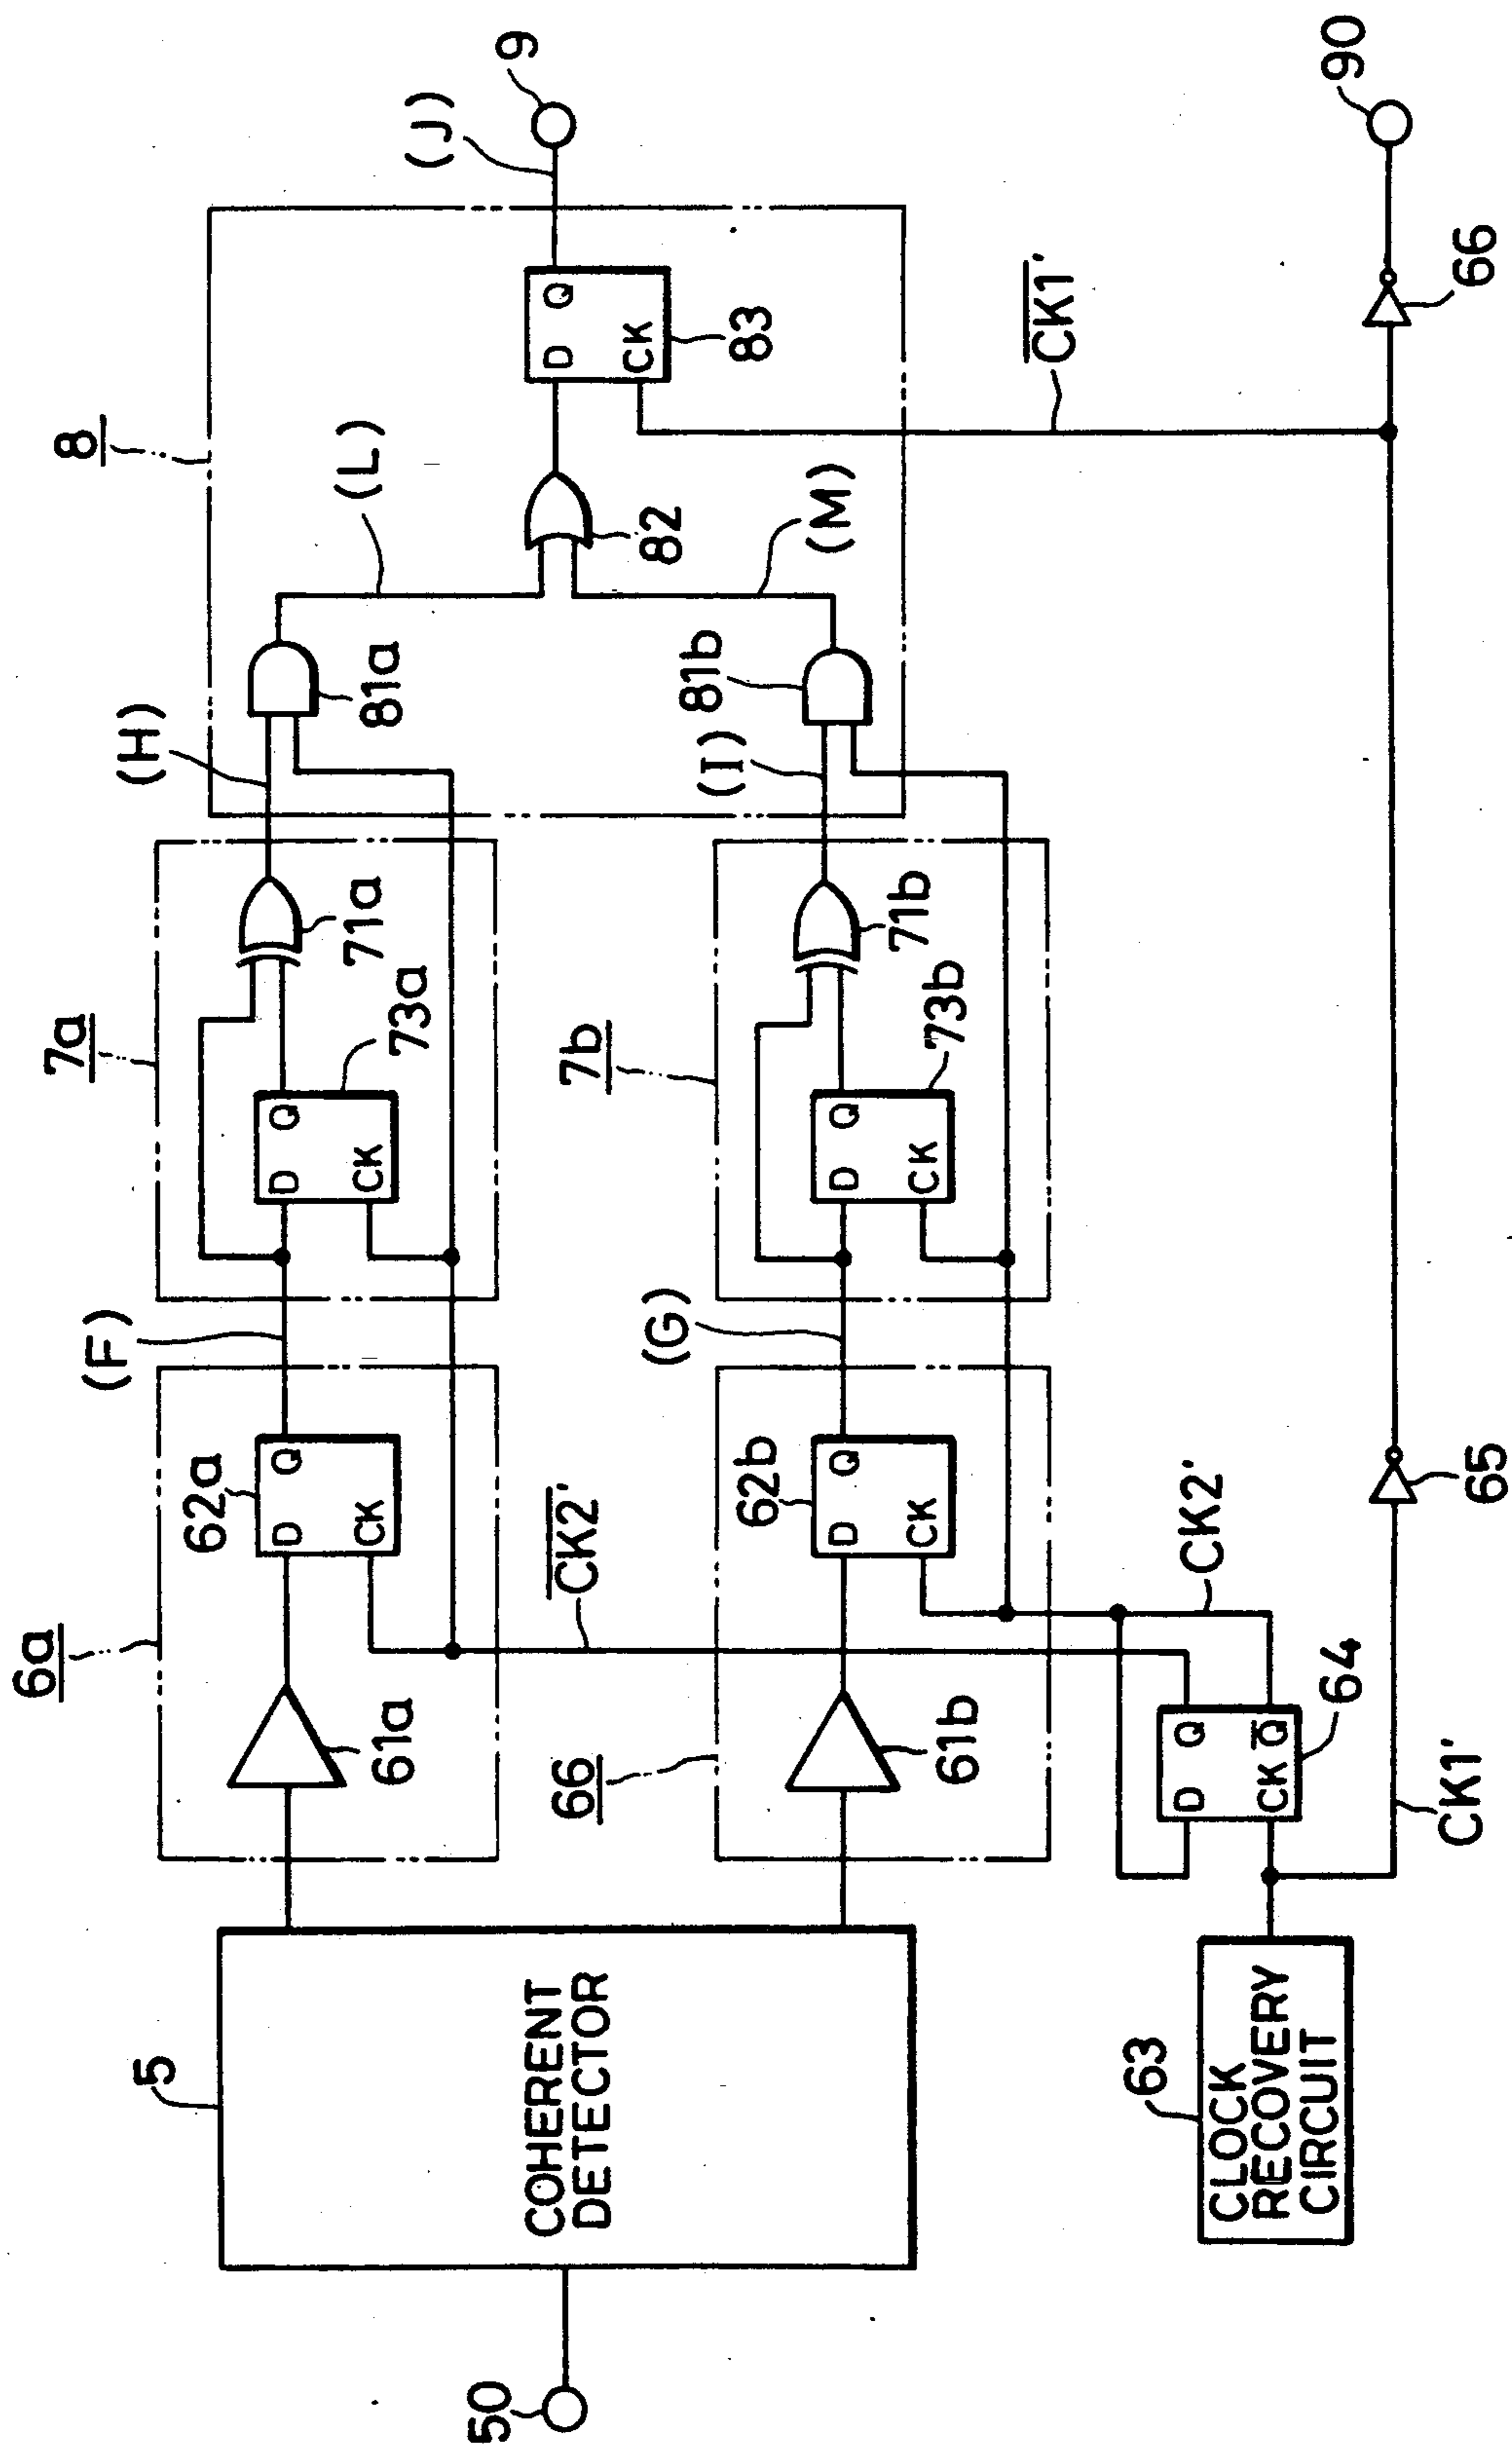 50
5
COHERENT
DETECTOR
6a
61a
62a
D
Q
CK
(F)
7a
73a
D
Q
CK
71a
(H)
8
81a
(L)
82
83
D
Q
CK
(J)
9
66
61b
62b
D
Q
CK
(G)
7b
73b
D
Q
CK
71b
(I)
81b
(M)
C̅K̅2̅'̅
CK2'
63
CLOCK
RECOVERY
CIRCUIT
64
D
Q
CK
Q̅
CK1'
65
C̅K̅1̅'̅
66
90